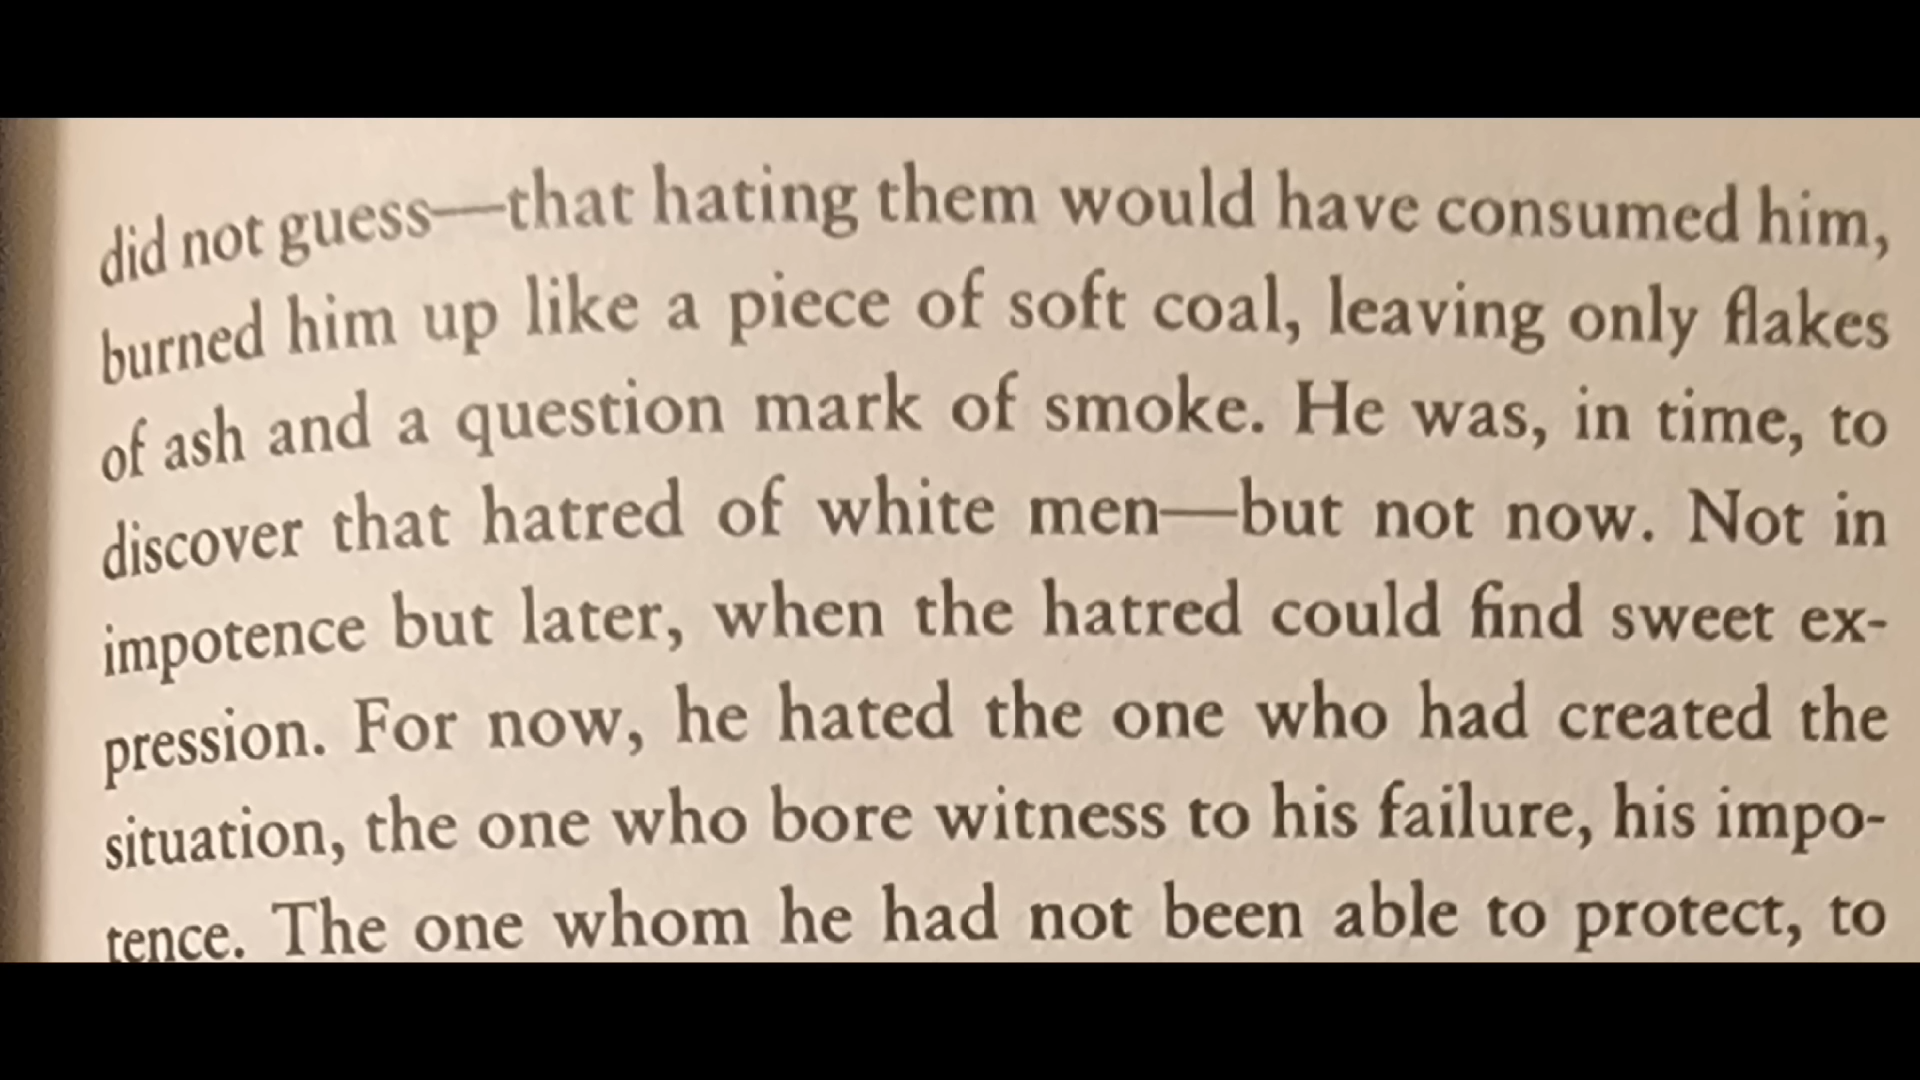 did not guess—that hating them would have consumed him,
burned him up like a piece of soft coal, leaving only flakes
of ash and a question mark of smoke. He was, in time, to
discover that hatred of white men—but not now. Not in
impotence but later, when the hatred could find sweet ex-
pression. For now, he hated the one who had created the
situation, the one who bore witness to his failure, his impo-
tence. The one whom he had not been able to protect, to